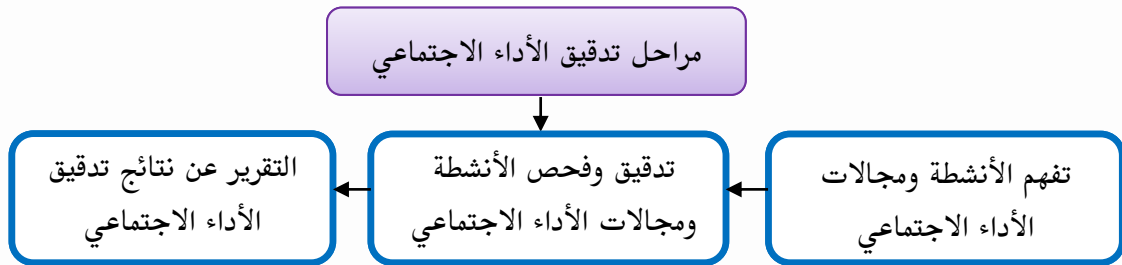 مراحل تدقيق الأداء الاجتماعي
تفهم الأنشطة ومجالات
الأداء الاجتماعي
تدقيق وفحص الأنشطة
ومجالات الأداء الاجتماعي
التقرير عن نتائج تدقيق
الأداء الاجتماعي